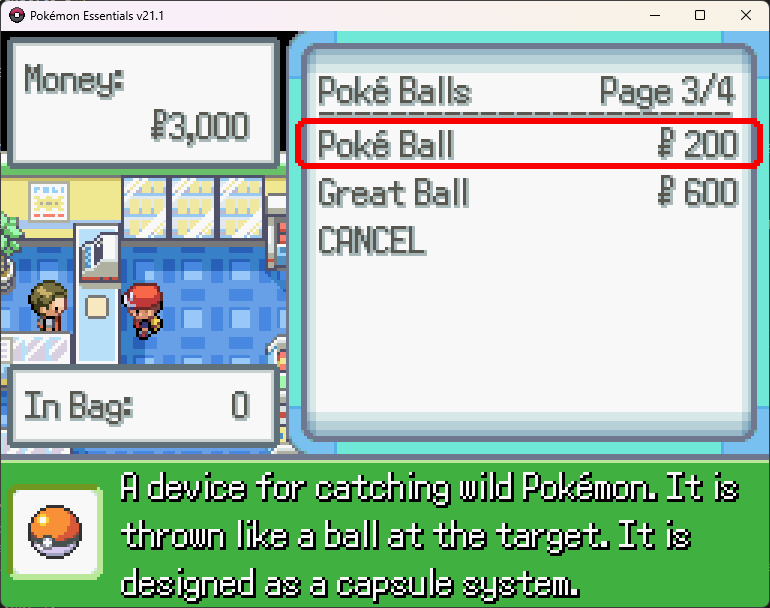 Pokémon Essentials v21.1
Money:
₽3,000
Poké Balls Page 3/4
Poké Ball ₽ 200
Great Ball ₽ 600
CANCEL
In Bag: 0
A device for catching wild Pokémon. It is
thrown like a ball at the target. It is
designed as a capsule system.